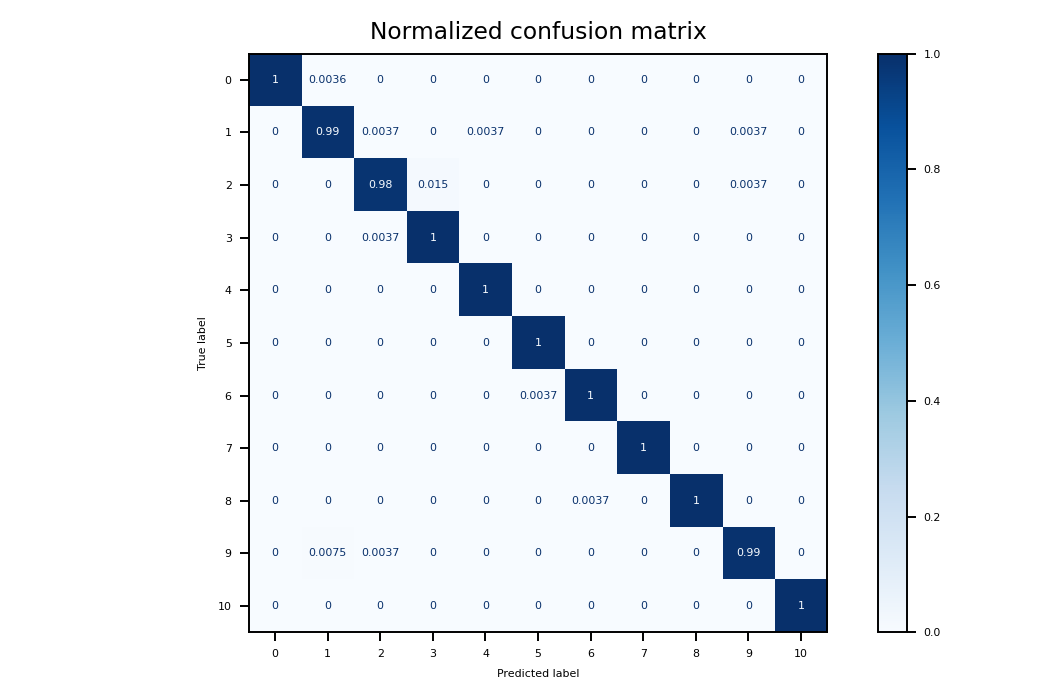 Normalized confusion matrix
0 1 0.0036 0 0 0 0 0 0 0 0 0
1 0 0.99 0.0037 0 0.0037 0 0 0 0 0.0037 0
2 0 0 0.98 0.015 0 0 0 0 0 0.0037 0
3 0 0 0.0037 1 0 0 0 0 0 0 0
4 0 0 0 0 1 0 0 0 0 0 0
5 0 0 0 0 0 1 0 0 0 0 0
6 0 0 0 0 0 0.0037 1 0 0 0 0
7 0 0 0 0 0 0 0 1 0 0 0
8 0 0 0 0 0 0 0.0037 0 1 0 0
9 0 0.0075 0.0037 0 0 0 0 0 0 0.99 0
10 0 0 0 0 0 0 0 0 0 0 1
0 1 2 3 4 5 6 7 8 9 10
Predicted label
True label
1.0
0.8
0.6
0.4
0.2
0.0